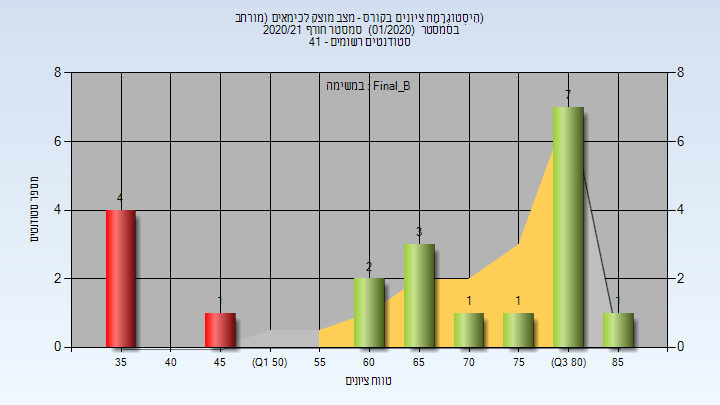 (הִיסְטוֹגְרָמַת ציונים בקורס - מצב מוצק לכימאים (מורחב
בסמסטר (01/2020) סמסטר חורף 2020/21
סטודנטים רשומים - 41
במשימה : Final_B
מספר סטודנטים
8 8
6 6
4 4
2 2
0 0
4 1 2 3 1 1 7 1
35 40 45 (Q1 50) 55 60 65 70 75 (Q3 80) 85
טווח ציונים